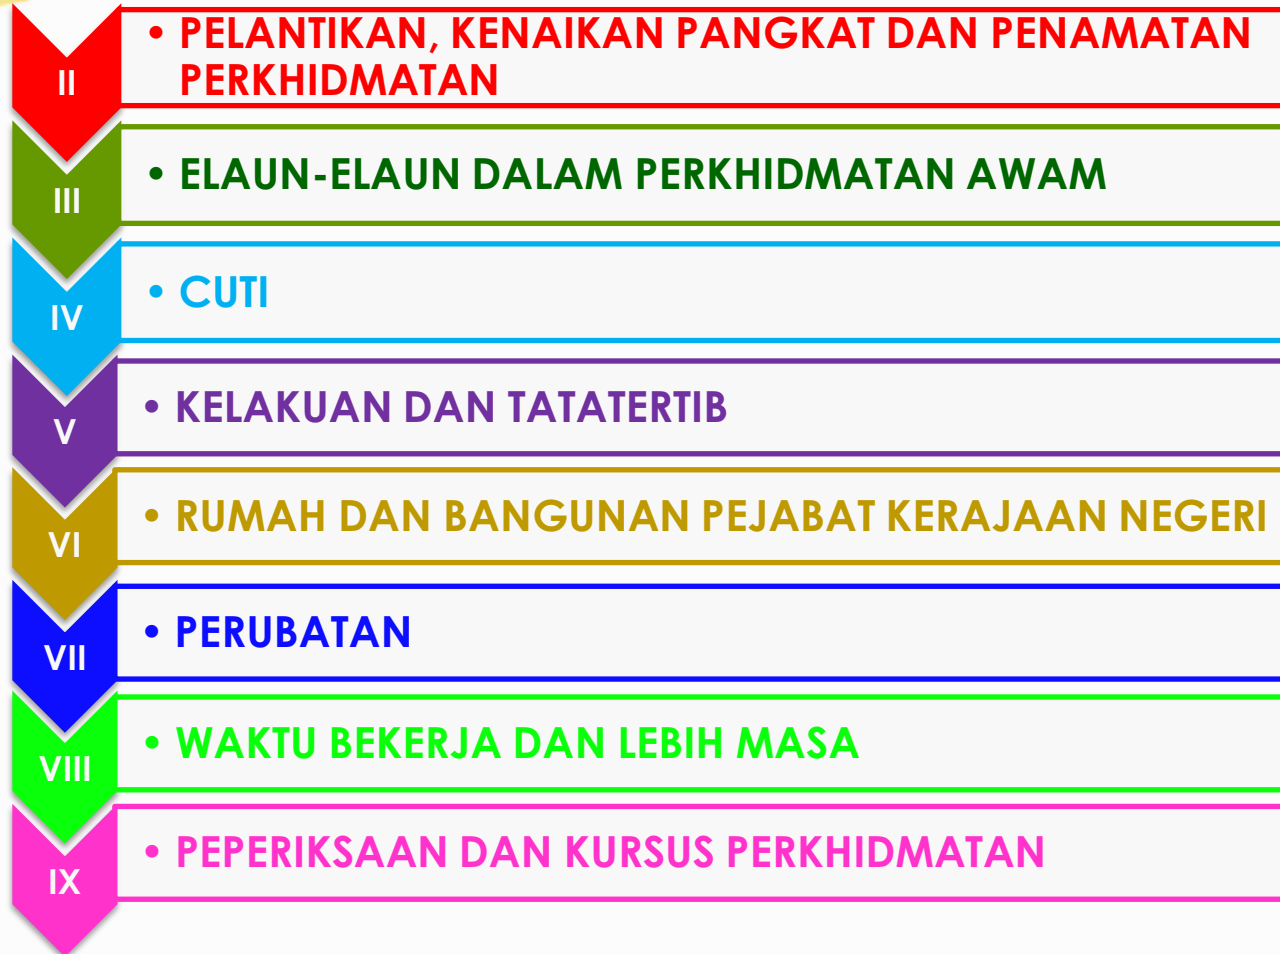 II
• PELANTIKAN, KENAIKAN PANGKAT DAN PENAMATAN
PERKHIDMATAN
III
• ELAUN-ELAUN DALAM PERKHIDMATAN AWAM
IV
• CUTI
V
• KELAKUAN DAN TATATERTIB
VI
• RUMAH DAN BANGUNAN PEJABAT KERAJAAN NEGERI
VII
• PERUBATAN
VIII
• WAKTU BEKERJA DAN LEBIH MASA
IX
• PEPERIKSAAN DAN KURSUS PERKHIDMATAN